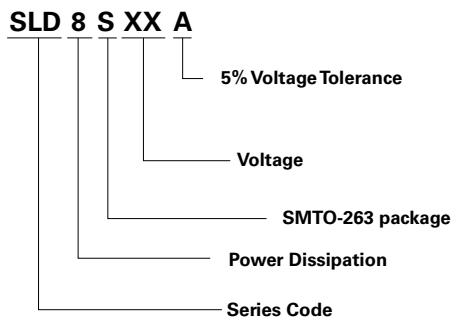 SLD 8 S XX A
5% Voltage Tolerance
Voltage
SMTO-263 package
Power Dissipation
Series Code